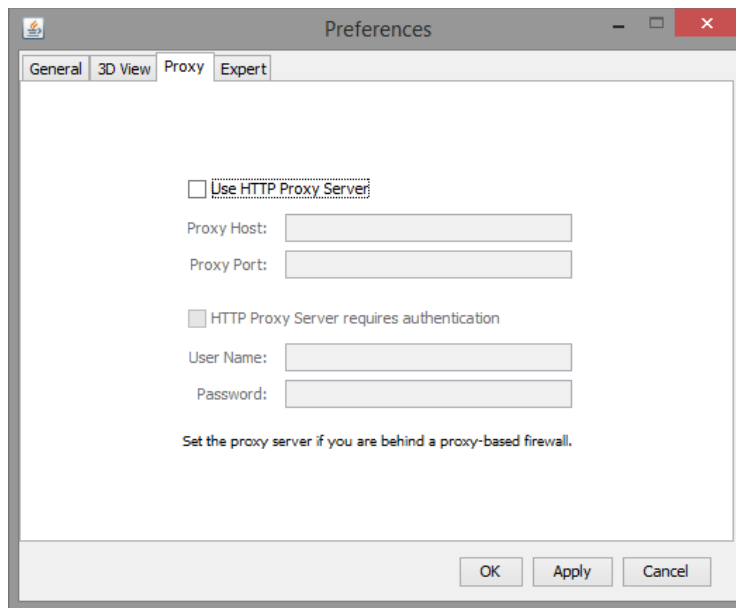 Preferences
General 3D View Proxy Expert
Use HTTP Proxy Server
Proxy Host:
Proxy Port:
HTTP Proxy Server requires authentication
User Name:
Password:
Set the proxy server if you are behind a proxy-based firewall.
OK Apply Cancel